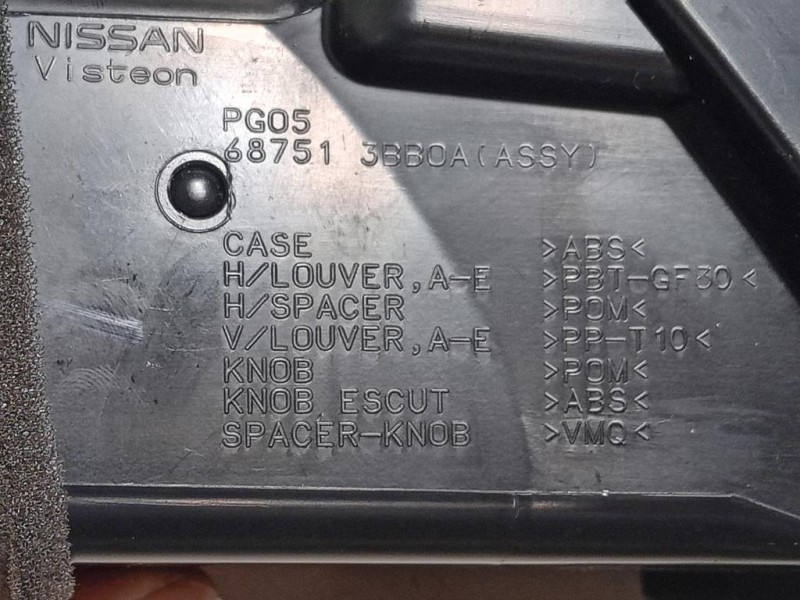 NISSAN
Visteon
PG05
68751 3BB0A(ASSY)
CASE >ABS<
H/LOUVER,A-E >PBT-GF30<
H/SPACER >POM<
V/LOUVER,A-E >PP-T10<
KNOB >POM<
KNOB ESCUT >ABS<
SPACER-KNOB >VMQ<